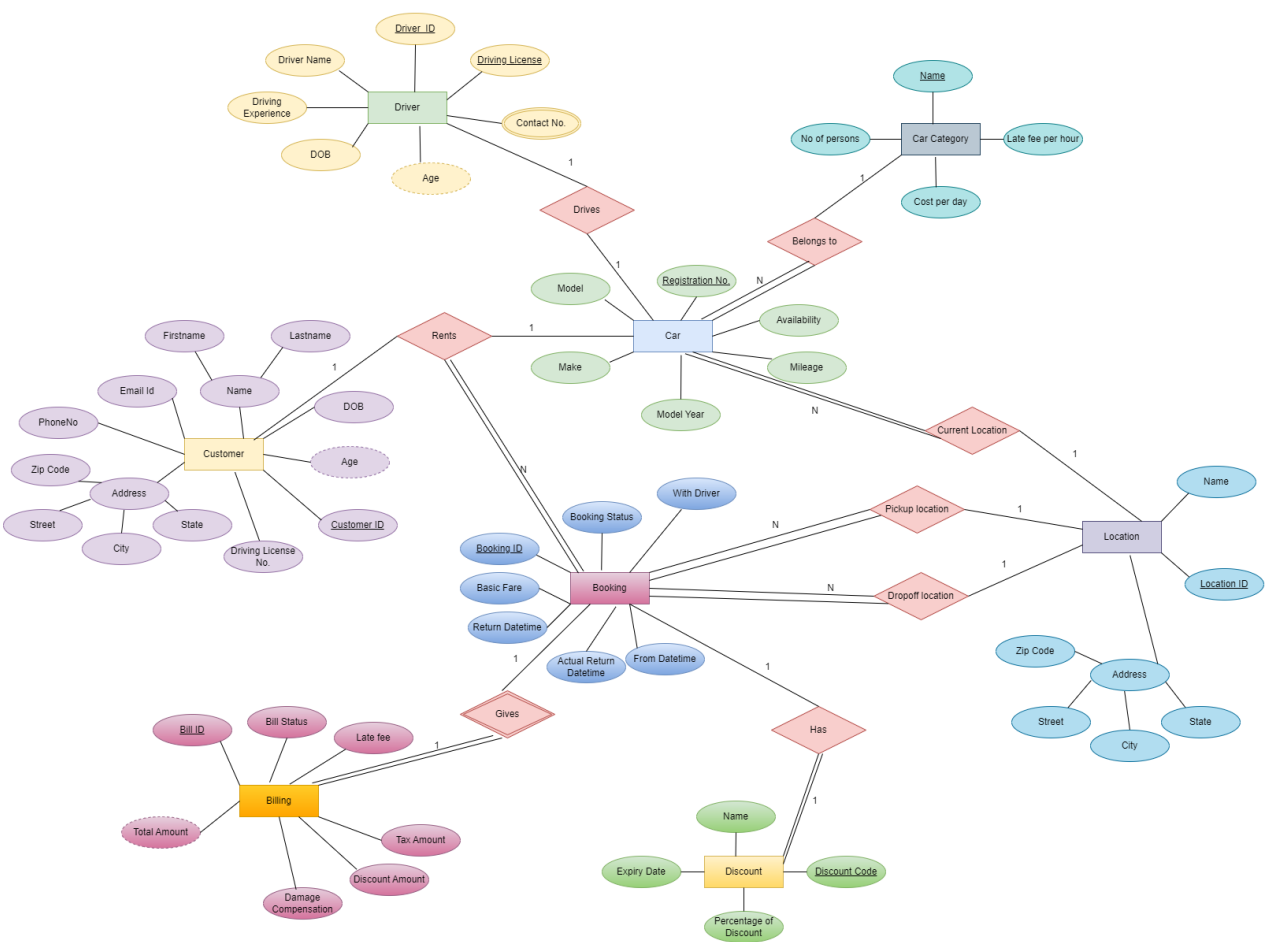 Driver_ID
Driver Name
Driving License
Driving
Experience
Driver
Contact No.
DOB
Age
1
Drives
1
Name
No of persons
Car Category
Late fee per hour
Cost per day
1
Belongs to
N
Model
Registration No.
Availability
Car
Make
Mileage
Model Year
Rents
1
1
N
Firstname
Lastname
Email Id
Name
PhoneNo
DOB
Customer
Age
Zip Code
Address
Street
State
City
Driving License
No.
Customer ID
N
Current Location
1
With Driver
Booking Status
Booking ID
Basic Fare
Booking
Return Datetime
Actual Return
Datetime
From Datetime
N
Pickup location
1
N
Dropoff location
1
Name
Location
Location ID
Zip Code
Address
Street
State
City
1
Gives
1
Bill ID
Bill Status
Late fee
Billing
Total Amount
Tax Amount
Discount Amount
Damage
Compensation
1
Has
1
Name
Expiry Date
Discount
Discount Code
Percentage of
Discount